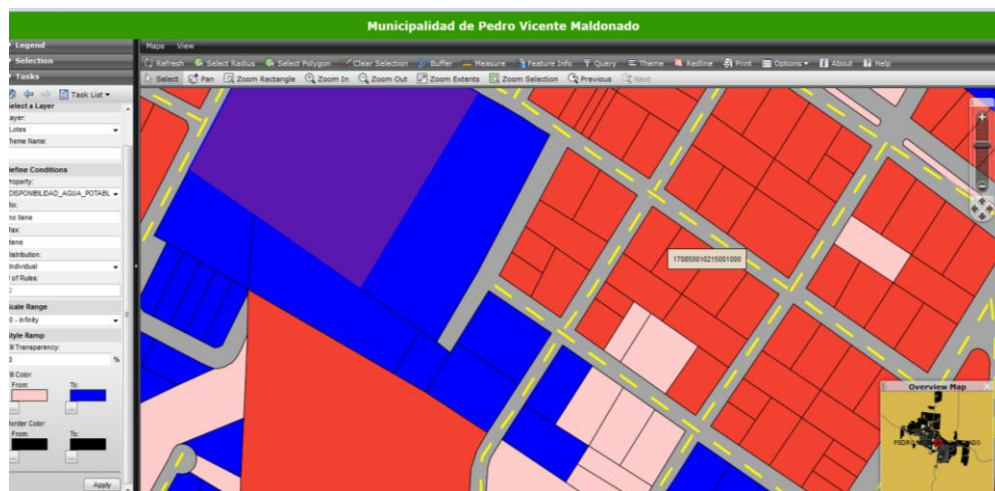 Municipalidad de Pedro Vicente Maldonado
Legend
Selection
Tasks
Task List
Select a Layer
Layer:
Lotes
Theme Name:
Define Conditions
Property:
DISPONIBILIDAD_AGUA_POTABL
Min:
no tiene
Max:
tiene
Distribution:
Individual
# of Rules:
2
Scale Range
0 - Infinity
Style Ramp
Fill Transparency:
0 %
Fill Color:
From: To:
... ...
Border Color:
From: To:
... ...
Apply
Maps View
Refresh Select Radius Select Polygon Clear Selection Buffer Measure Feature Info Query Theme Redline Print Options About Help
Select Pan Zoom Rectangle Zoom In Zoom Out Zoom Extents Zoom Selection Previous Next
170850010215001000
Overview Map